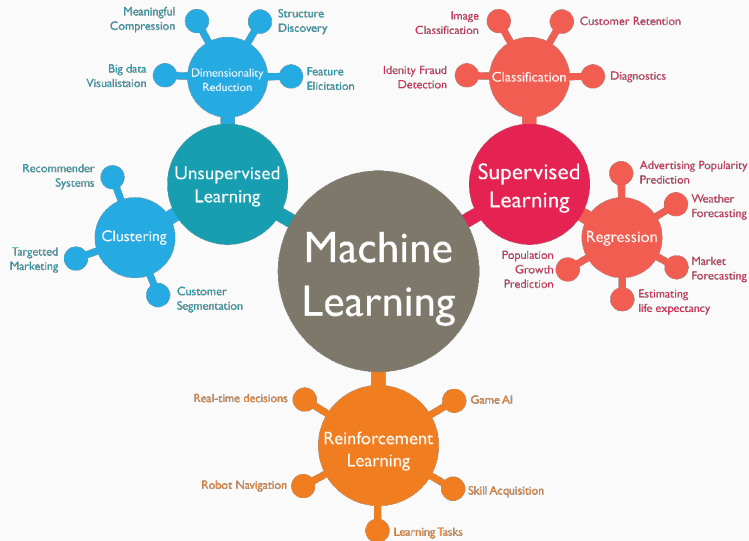 Meaningful
Compression
Structure
Discovery
Big data
Visualistaion
Dimensionality
Reduction
Feature
Elicitation
Image
Classification
Customer Retention
Idenity Fraud
Detection
Classification
Diagnostics
Recommender
Systems
Unsupervised
Learning
Supervised
Learning
Advertising Popularity
Prediction
Weather
Forecasting
Clustering
Targetted
Marketing
Customer
Segmentation
Machine
Learning
Regression
Population
Growth
Prediction
Market
Forecasting
Estimating
life expectancy
Real-time decisions
Game AI
Reinforcement
Learning
Robot Navigation
Skill Acquisition
Learning Tasks